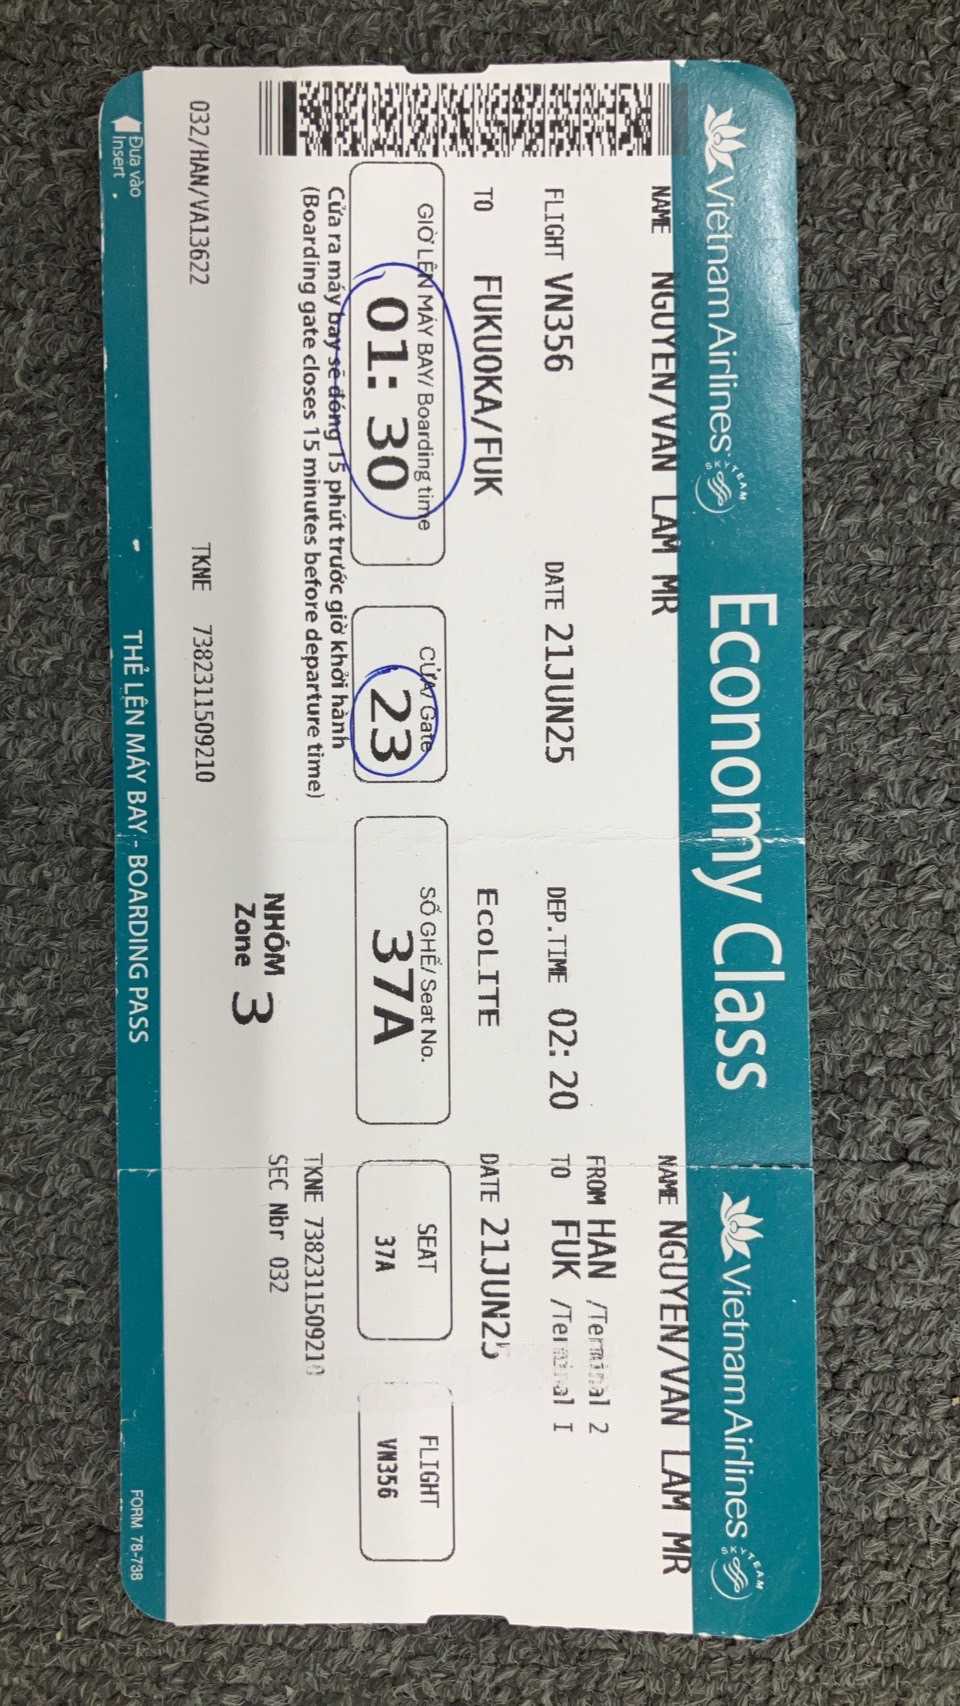 Vietnam Airlines SKYTEAM Economy Class
NAME NGUYEN/VAN LAM MR
FLIGHT VN356 DATE 21JUN25 DEP.TIME 02:20
TO FUKUOKA/FUK EcoLITE
GIỜ LÊN MÁY BAY/ Boarding time CỬA/ Gate SỐ GHẾ/ Seat No.
01:30 23 37A
Cửa ra máy bay sẽ đóng 15 phút trước giờ khởi hành
(Boarding gate closes 15 minutes before departure time)
NHÓM
Zone 3
032/HAN/VA13622 TKNE 7382311509210
Đưa vào
Insert
THẺ LÊN MÁY BAY - BOARDING PASS
Vietnam Airlines SKYTEAM
NAME NGUYEN/VAN LAM MR
FROM HAN /Terminal 2
TO FUK /Terminal I
DATE 21JUN25
SEAT FLIGHT
37A VN356
TKNE 7382311509210
SEC Nbr 032
FORM 78-738